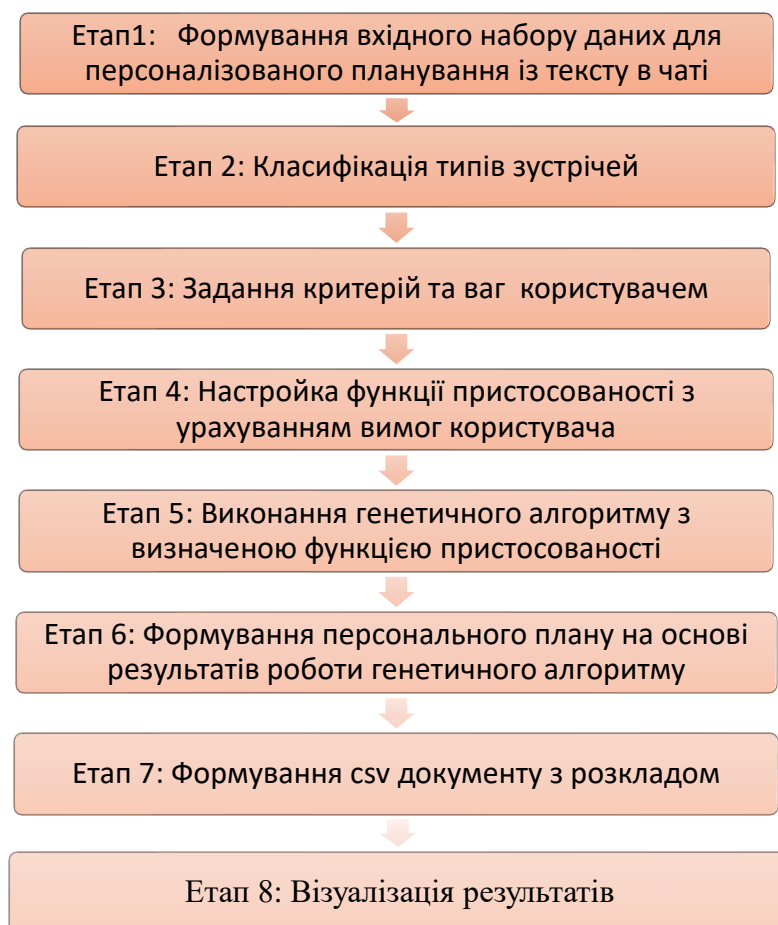 Етап1:   Формування вхідного набору даних для
персоналізованого планування із тексту в чаті
Етап 2: Класифікація типів зустрічей
Етап 3: Задання критерій та ваг  користувачем
Етап 4: Настройка функції пристосованості з
урахуванням вимог користувача
Етап 5: Виконання генетичного алгоритму з
визначеною функцією пристосованості
Етап 6: Формування персонального плану на основі
результатів роботи генетичного алгоритму
Етап 7: Формування csv документу з розкладом
Етап 8: Візуалізація результатів